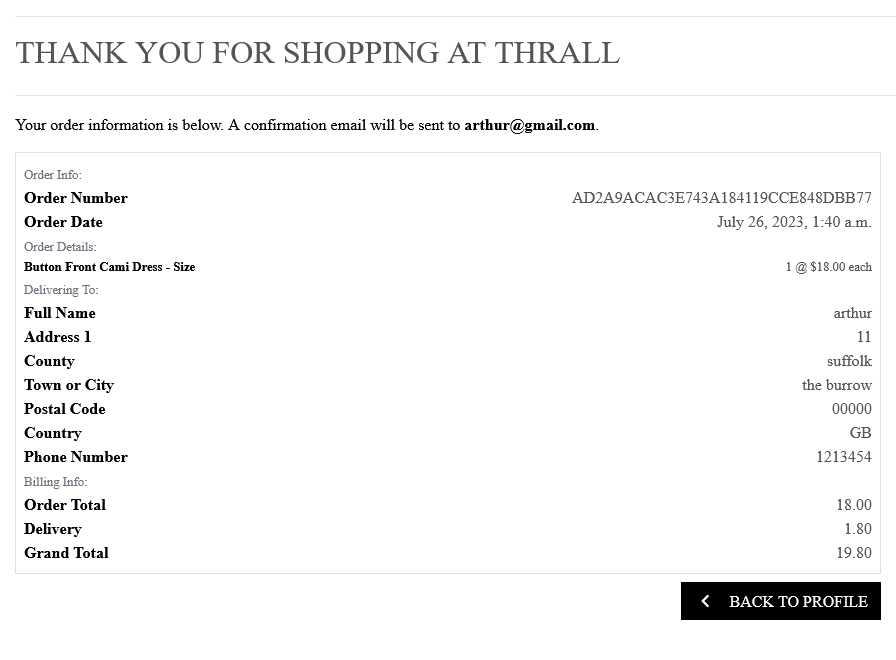 THANK YOU FOR SHOPPING AT THRALL
Your order information is below. A confirmation email will be sent to arthur@gmail.com.
Order Info:
Order Number AD2A9ACAC3E743A184119CCE848DBB77
Order Date July 26, 2023, 1:40 a.m.
Order Details:
Button Front Cami Dress - Size 1 @ $18.00 each
Delivering To:
Full Name arthur
Address 1 11
County suffolk
Town or City the burrow
Postal Code 00000
Country GB
Phone Number 1213454
Billing Info:
Order Total 18.00
Delivery 1.80
Grand Total 19.80
BACK TO PROFILE